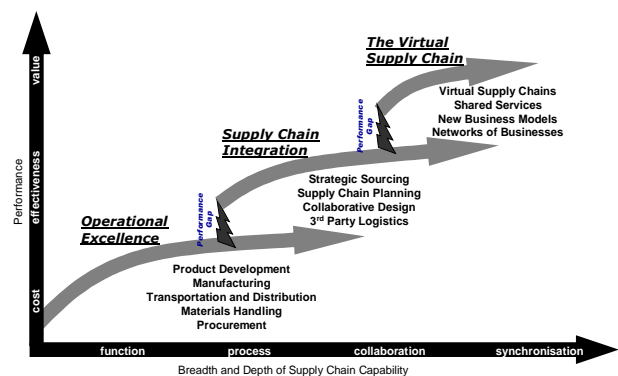 The Virtual
Supply Chain
Virtual Supply Chains
Shared Services
New Business Models
Networks of Businesses
Performance
Gap
Supply Chain
Integration
Strategic Sourcing
Supply Chain Planning
Collaborative Design
3rd Party Logistics
Performance
Gap
Operational
Excellence
Product Development
Manufacturing
Transportation and Distribution
Materials Handling
Procurement
Performance
value
effectiveness
cost
function process collaboration synchronisation
Breadth and Depth of Supply Chain Capability